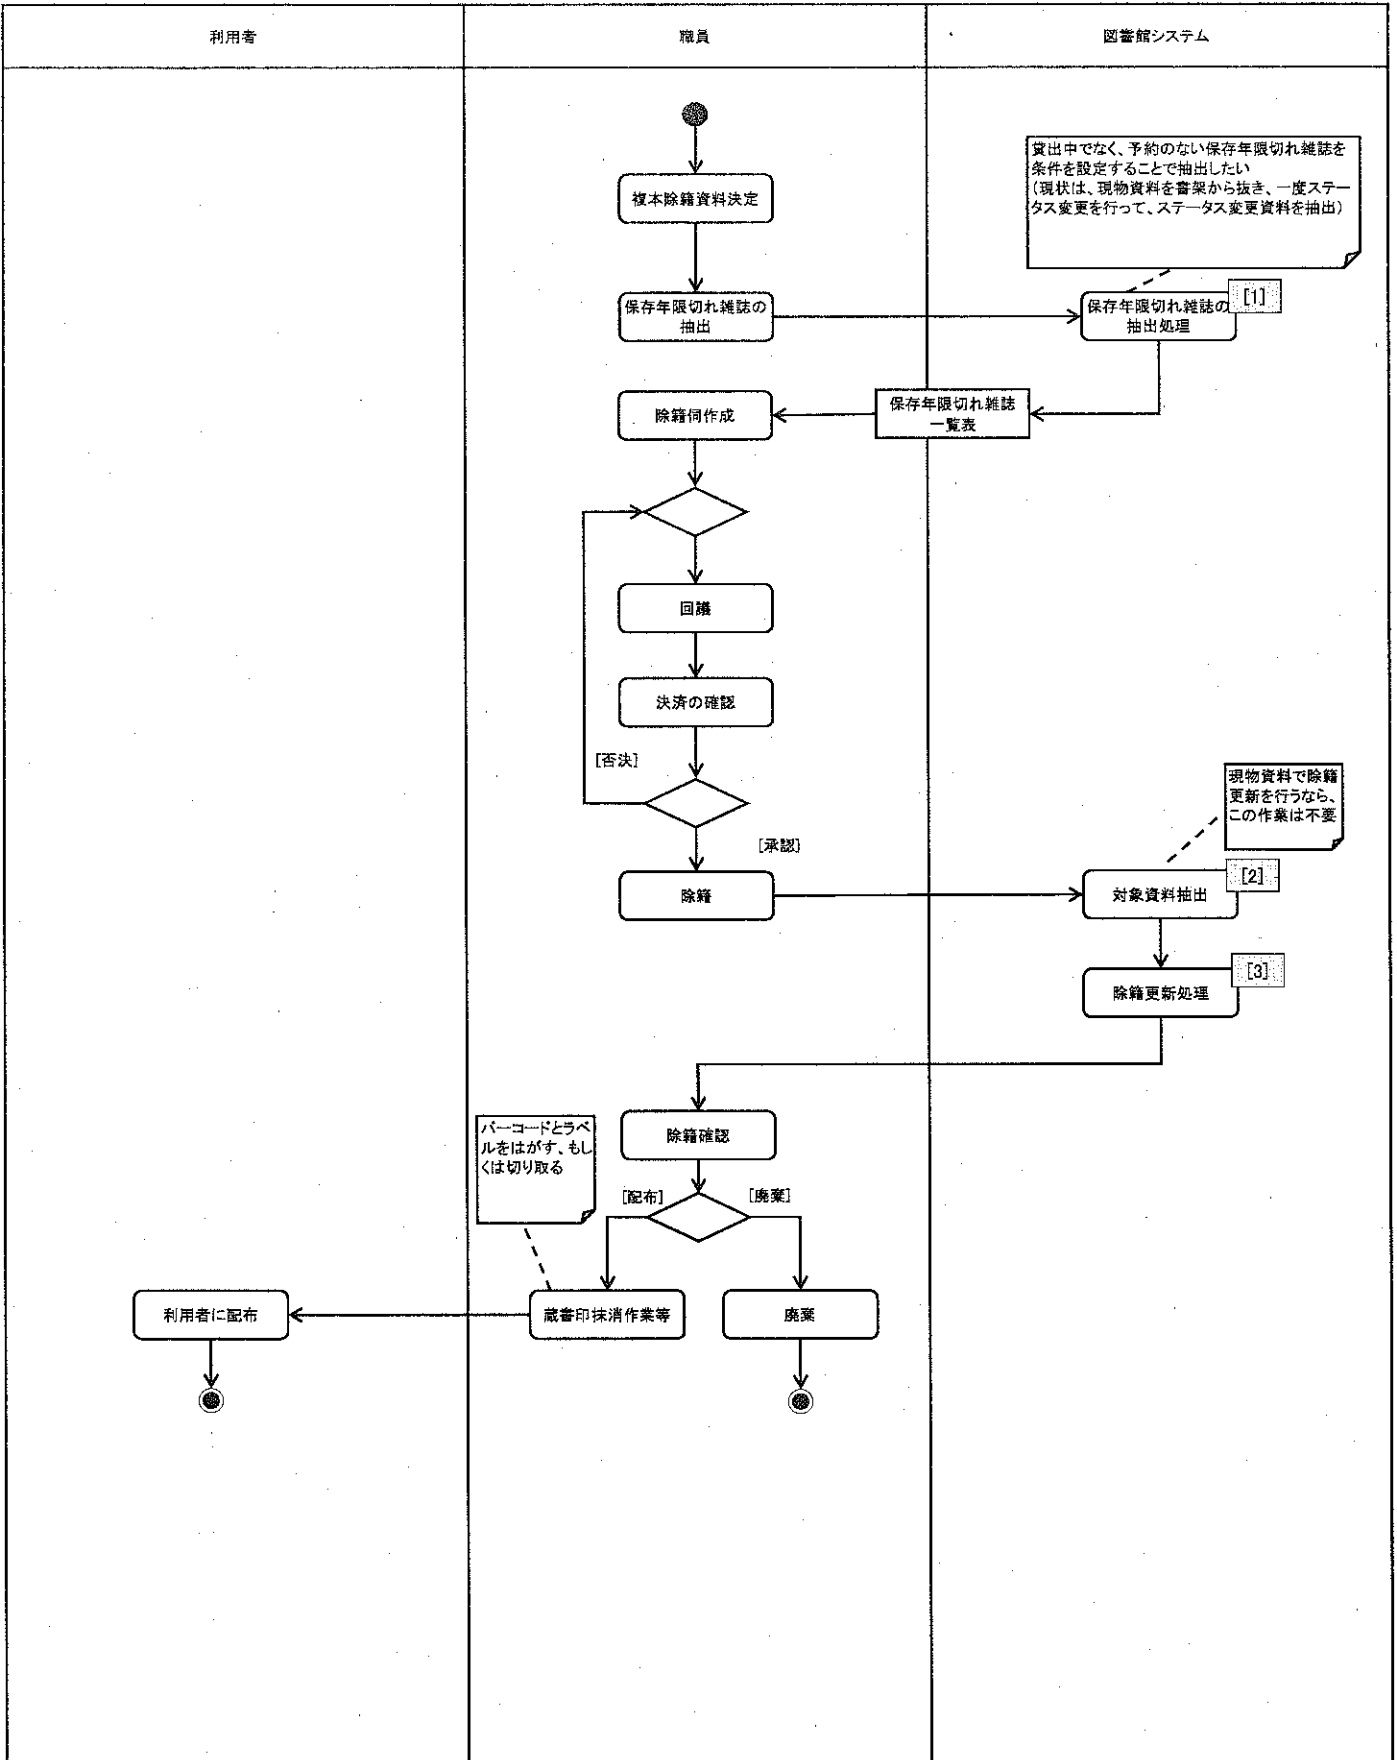 利用者
職員
図書館システム
貸出中でなく、予約のない保存年限切れ雑誌を
条件を設定することで抽出したい
(現状は、現物資料を書架から抜き、一度ステー
タス変更を行って、ステータス変更資料を抽出)
複本除籍資料決定
保存年限切れ雑誌の
抽出
保存年限切れ雑誌の
抽出処理
[1]
除籍伺作成
保存年限切れ雑誌
一覧表
回議
決済の確認
[否決]
[承認]
現物資料で除籍
更新を行うなら、
この作業は不要
除籍
対象資料抽出
[2]
除籍更新処理
[3]
除籍確認
バーコードとラベ
ルをはがす、もし
くは切り取る
[配布]
[廃棄]
利用者に配布
蔵書印抹消作業等
廃棄